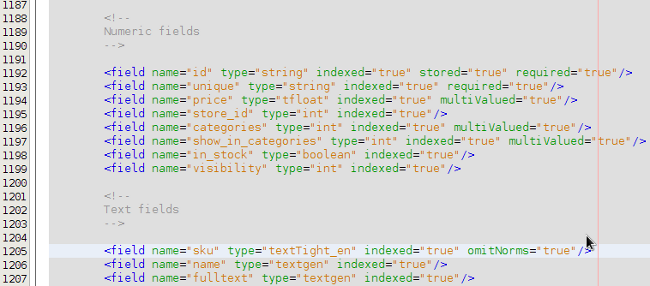 1187
1188 <!--
1189 Numeric fields
1190 -->
1191
1192 <field name="id" type="string" indexed="true" stored="true" required="true"/>
1193 <field name="unique" type="string" indexed="true" required="true"/>
1194 <field name="price" type="tfloat" indexed="true" multiValued="true"/>
1195 <field name="store_id" type="int" indexed="true"/>
1196 <field name="categories" type="int" indexed="true" multiValued="true"/>
1197 <field name="show_in_categories" type="int" indexed="true" multiValued="true"/>
1198 <field name="in_stock" type="boolean" indexed="true"/>
1199 <field name="visibility" type="int" indexed="true"/>
1200
1201 <!--
1202 Text fields
1203 -->
1204
1205 <field name="sku" type="textTight_en" indexed="true" omitNorms="true"/>
1206 <field name="name" type="textgen" indexed="true"/>
1207 <field name="fulltext" type="textgen" indexed="true"/>